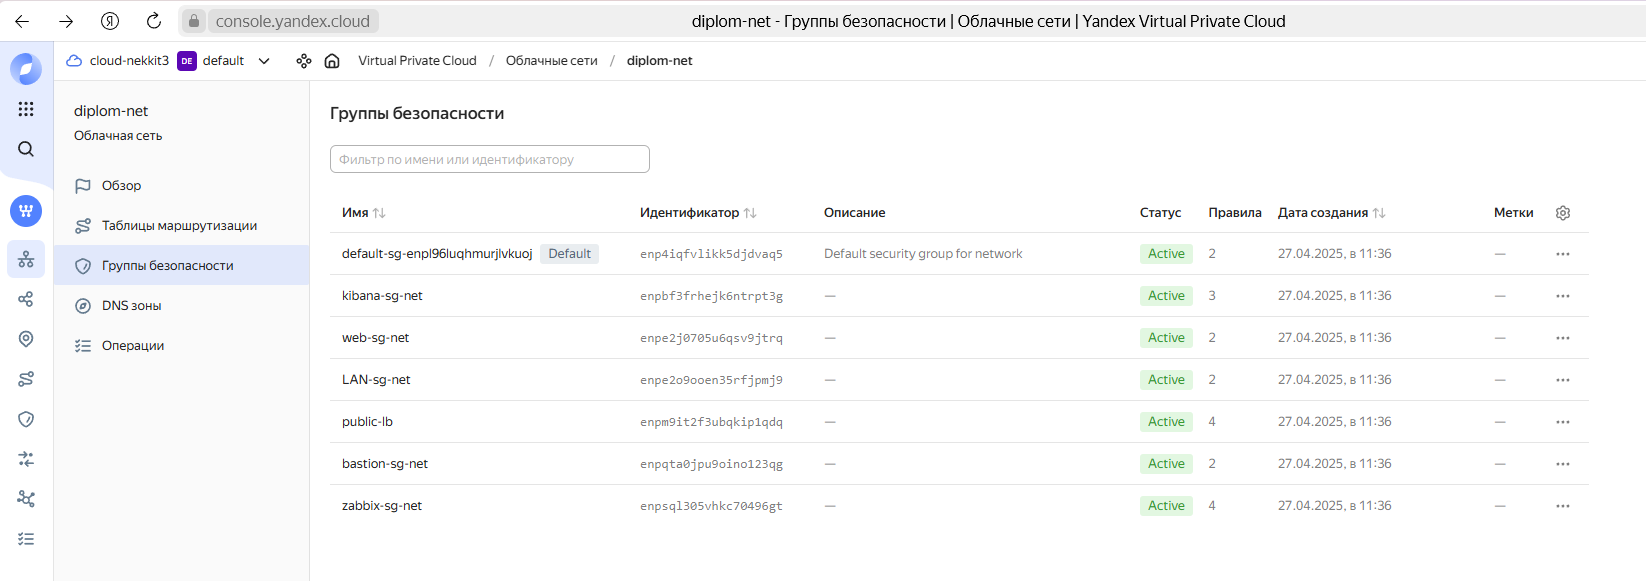 console.yandex.cloud diplom-net - Группы безопасности | Облачные сети | Yandex Virtual Private Cloud
cloud-nekkit3 DE default Virtual Private Cloud / Облачные сети / diplom-net
diplom-net
Облачная сеть
Обзор
Таблицы маршрутизации
Группы безопасности
DNS зоны
Операции
Группы безопасности
Фильтр по имени или идентификатору
Имя Идентификатор Описание Статус Правила Дата создания Метки
default-sg-enpl96luqhmurjlvkuoj Default enp4iqfvlikk5djdvaq5 Default security group for network Active 2 27.04.2025, в 11:36 —
kibana-sg-net enpbf3frhejk6ntrpt3g — Active 3 27.04.2025, в 11:36 —
web-sg-net enpe2j0705u6qsv9jtrq — Active 2 27.04.2025, в 11:36 —
LAN-sg-net enpe2o9ooen35rfjpmj9 — Active 2 27.04.2025, в 11:36 —
public-lb enpm9it2f3ubqkip1qdq — Active 4 27.04.2025, в 11:36 —
bastion-sg-net enpqta0jpu9oino123qg — Active 2 27.04.2025, в 11:36 —
zabbix-sg-net enpsql305vhkc70496gt — Active 4 27.04.2025, в 11:36 —